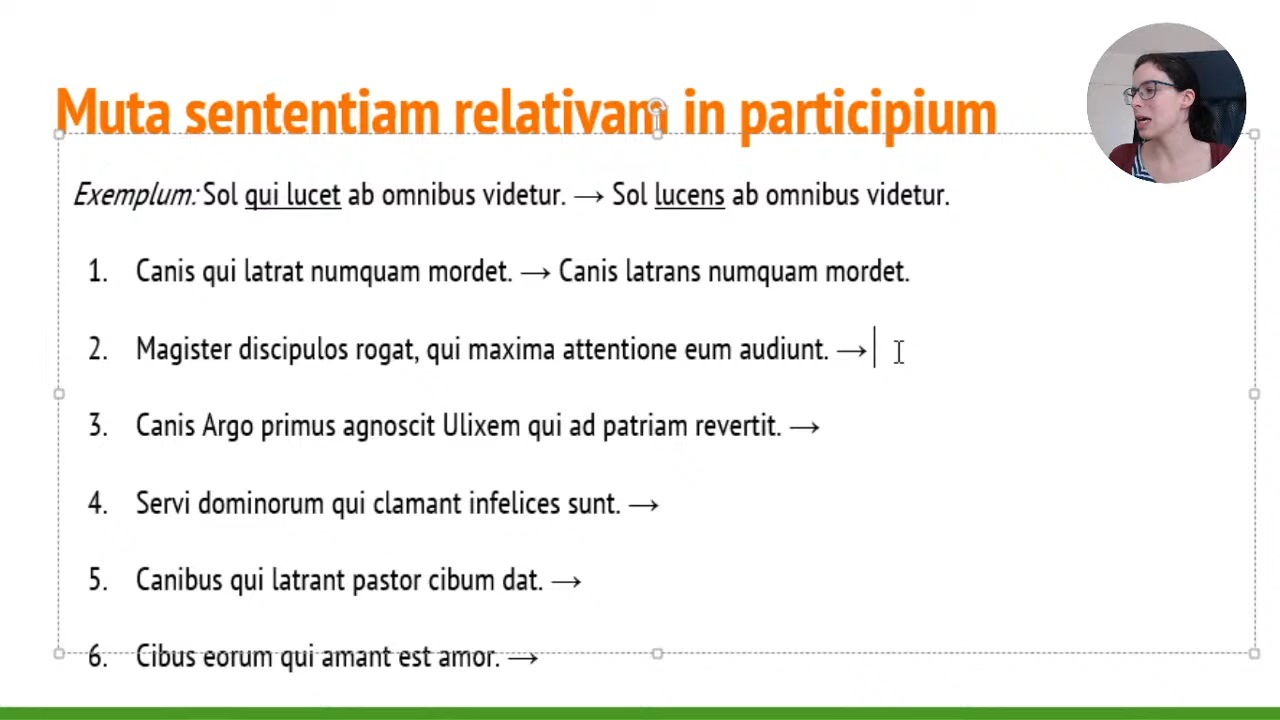 Muta sententiam relativam in participium
Exemplum: Sol qui lucet ab omnibus videtur. → Sol lucens ab omnibus videtur.
1. Canis qui latrat numquam mordet. → Canis latrans numquam mordet.
2. Magister discipulos rogat, qui maxima attentione eum audiunt. →
3. Canis Argo primus agnoscit Ulixem qui ad patriam revertit. →
4. Servi dominorum qui clamant infelices sunt. →
5. Canibus qui latrant pastor cibum dat. →
6. Cibus eorum qui amant est amor. →